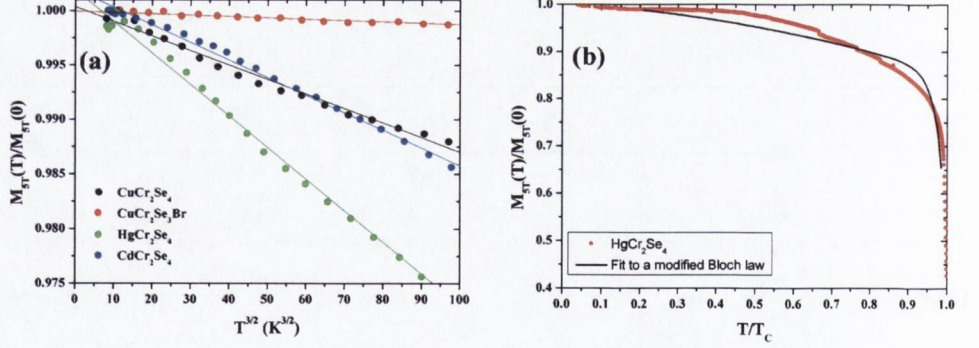 1.000
0.995
0.990
0.985
0.980
0.975
M₅T(T)/M₅T(0)
(a)
CuCr₂Se₄
CuCr₂Se₃Br
HgCr₂Se₄
CdCr₂Se₄
0 10 20 30 40 50 60 70 80 90 100
T³/² (K³/²)
1.0
0.9
0.8
0.7
0.6
0.5
0.4
M₅T(T)/M₅T(0)
(b)
HgCr₂Se₄
Fit to a modified Bloch law
0.0 0.1 0.2 0.3 0.4 0.5 0.6 0.7 0.8 0.9 1.0
T/T_C